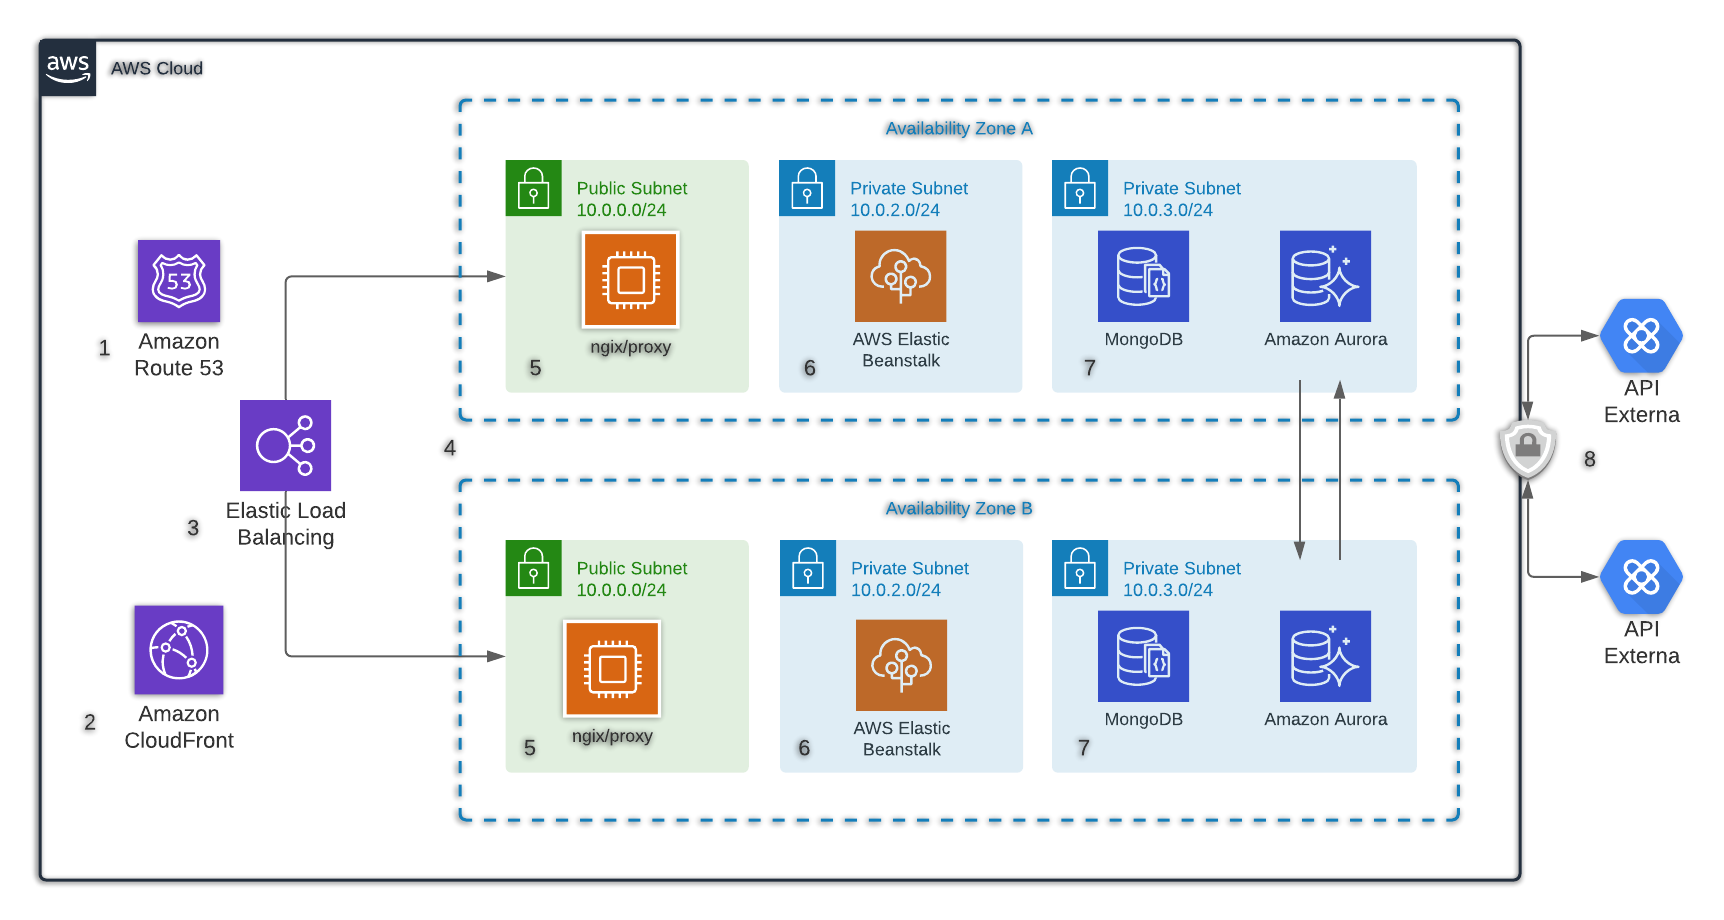 aws
AWS Cloud
Availability Zone A
Public Subnet
10.0.0.0/24
ngix/proxy
5
Private Subnet
10.0.2.0/24
AWS Elastic
Beanstalk
6
Private Subnet
10.0.3.0/24
MongoDB
Amazon Aurora
7
53
Amazon
Route 53
1
Elastic Load
Balancing
3
4
Amazon
CloudFront
2
Availability Zone B
Public Subnet
10.0.0.0/24
ngix/proxy
5
Private Subnet
10.0.2.0/24
AWS Elastic
Beanstalk
6
Private Subnet
10.0.3.0/24
MongoDB
Amazon Aurora
7
API
Externa
8
API
Externa